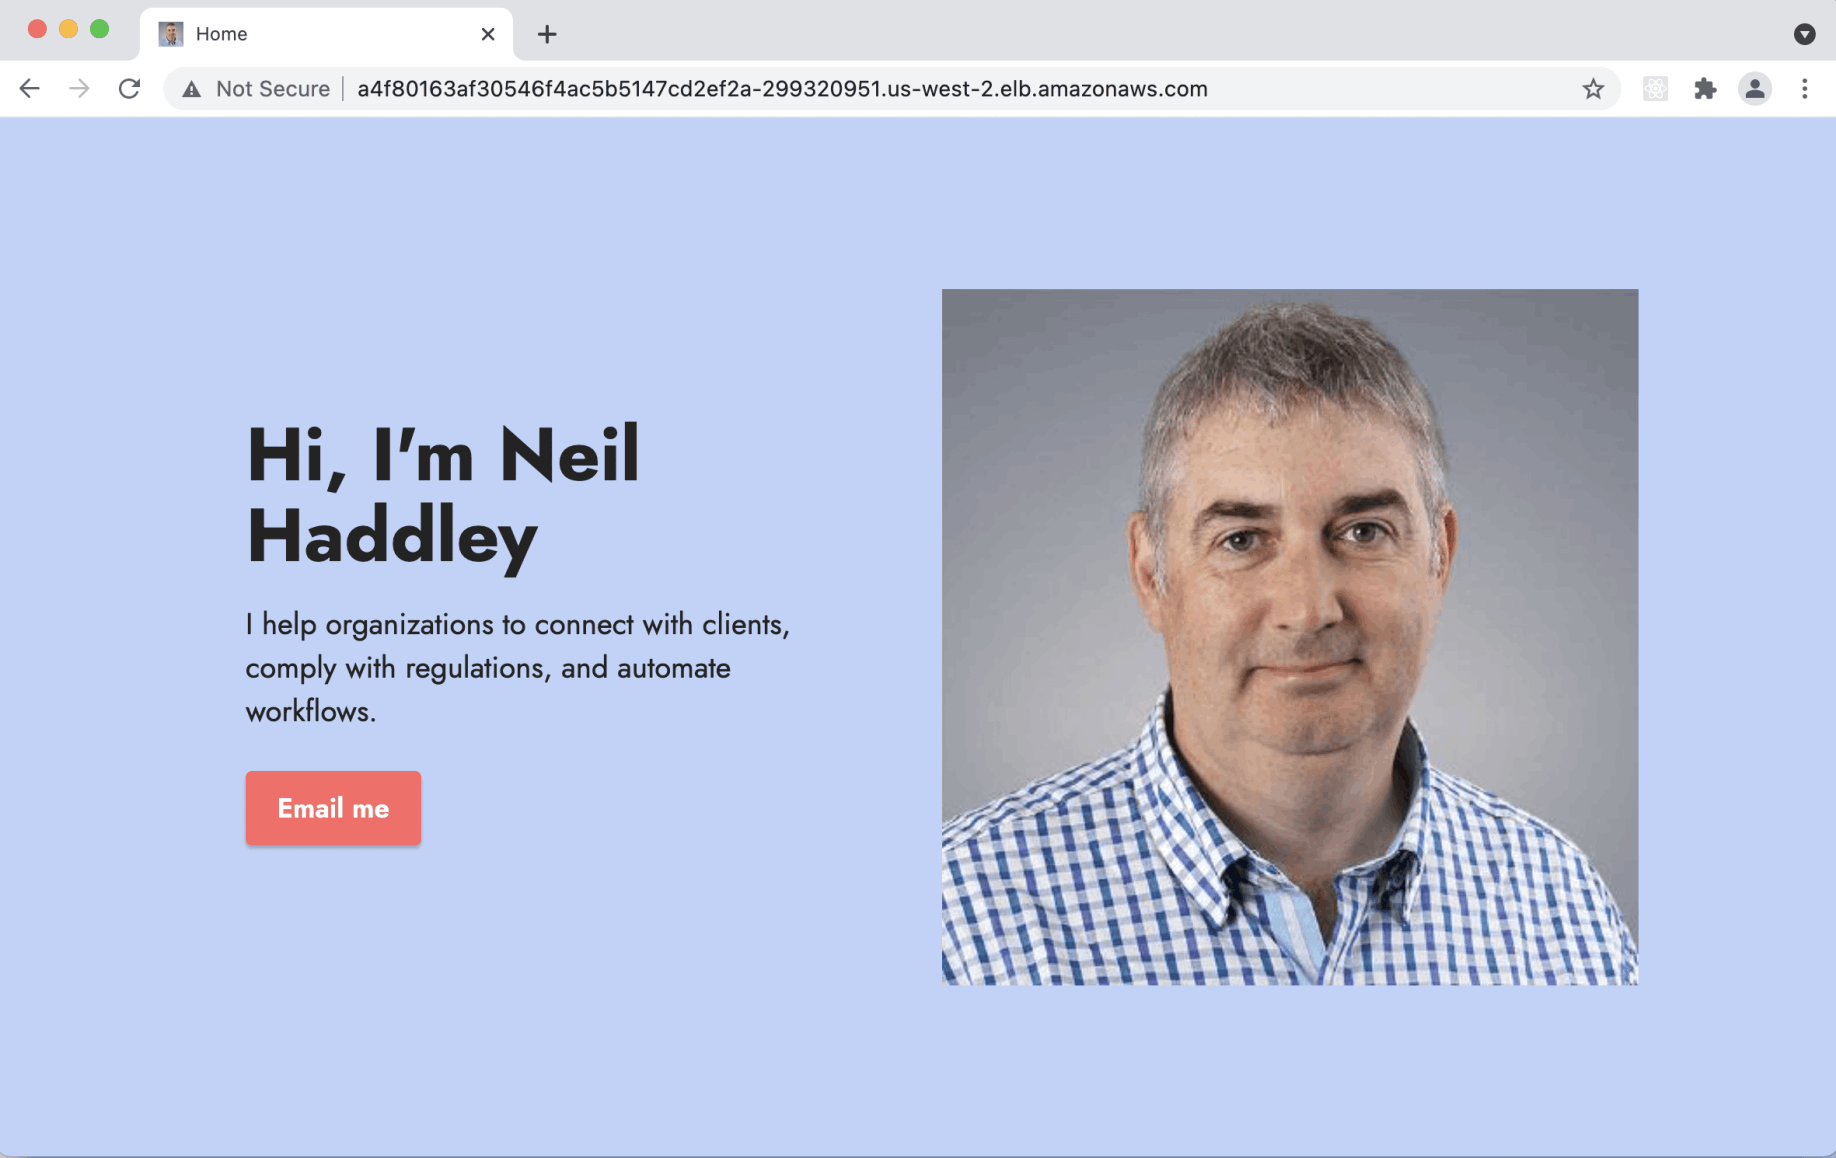 Home
Not Secure
a4f80163af30546f4ac5b5147cd2ef2a-299320951.us-west-2.elb.amazonaws.com
Hi, I'm Neil
Haddley
I help organizations to connect with clients,
comply with regulations, and automate
workflows.
Email me